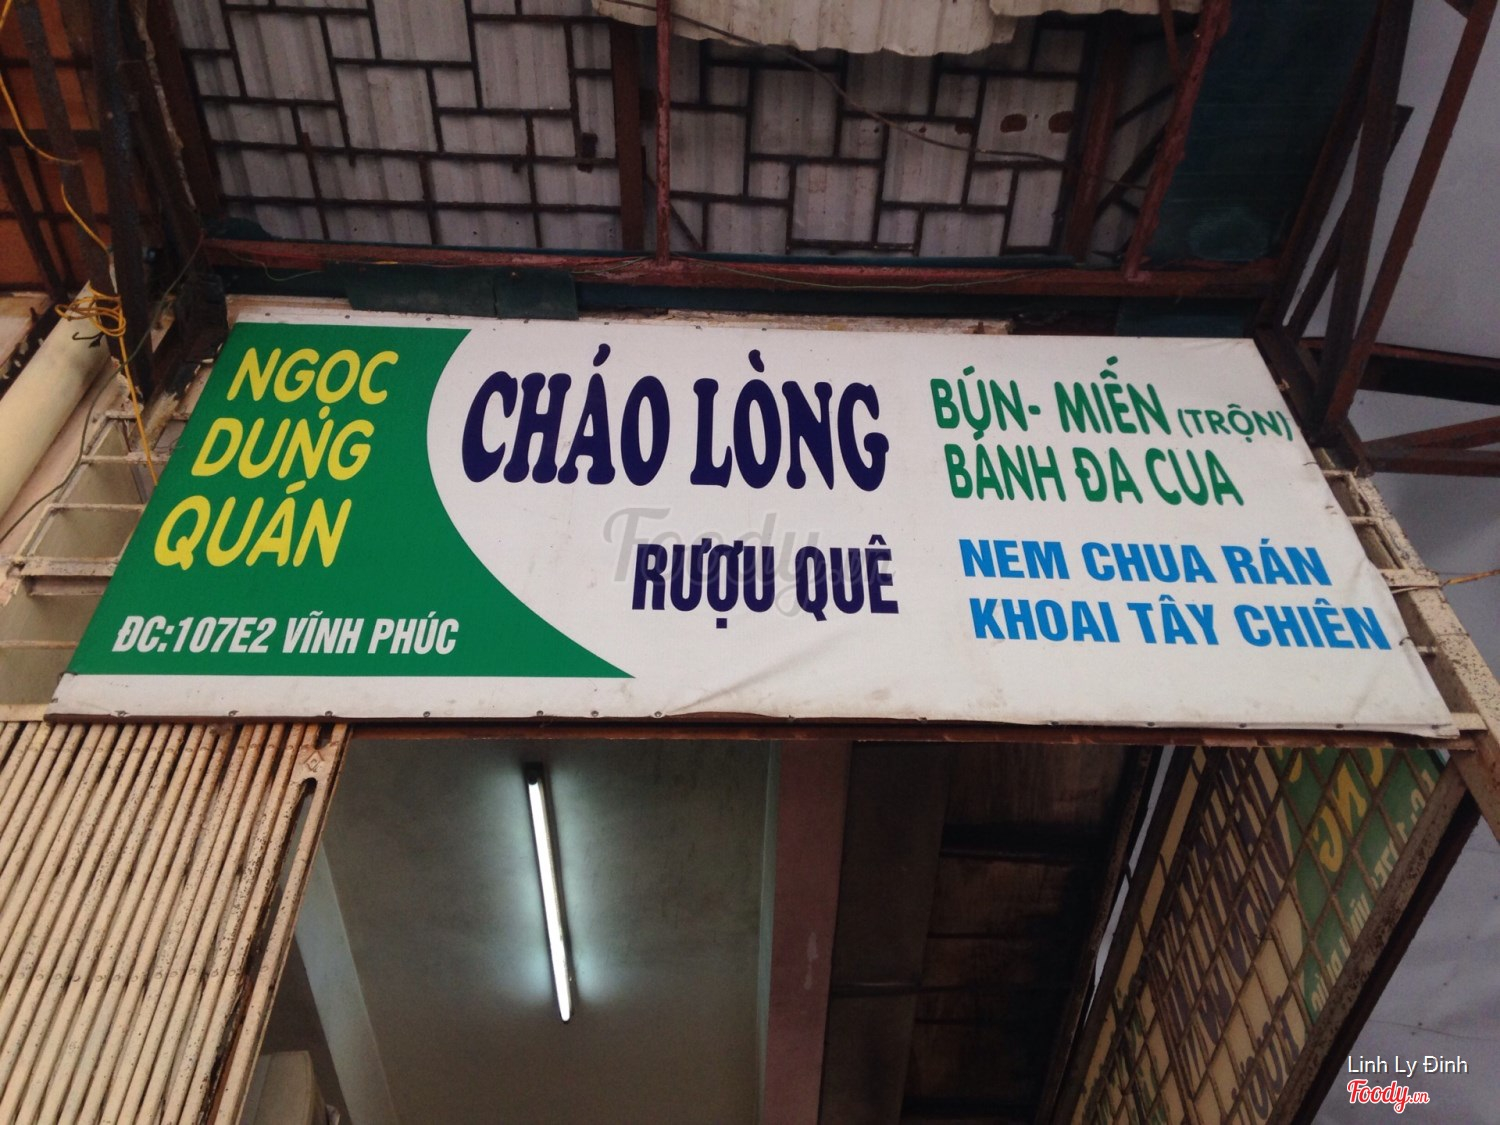 NGỌC
DUNG
QUÁN
ĐC:107E2 VĨNH PHÚC
CHÁO LÒNG
RƯỢU QUÊ
BÚN- MIẾN (TRỘN)
BÁNH ĐA CUA
NEM CHUA RÁN
KHOAI TÂY CHIÊN
Foody.vn
Linh Ly Đinh
Foody.vn